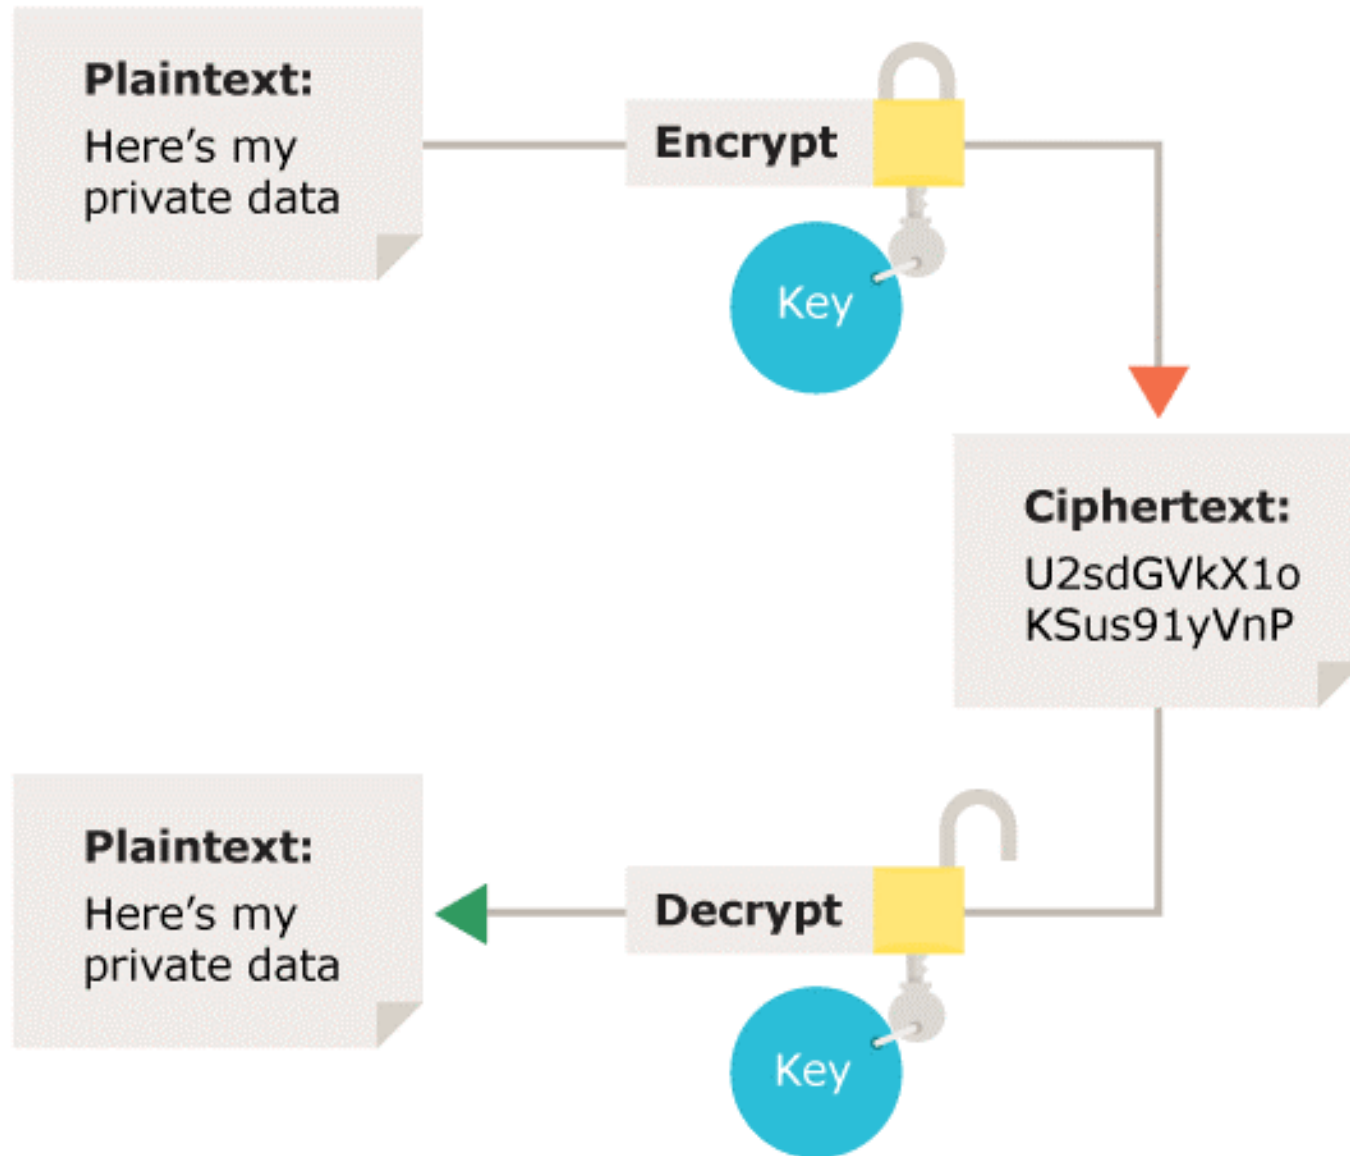 Plaintext:
Here’s my
private data
Encrypt
Key
Ciphertext:
U2sdGVkX1o
KSus91yVnP
Decrypt
Key
Plaintext:
Here’s my
private data